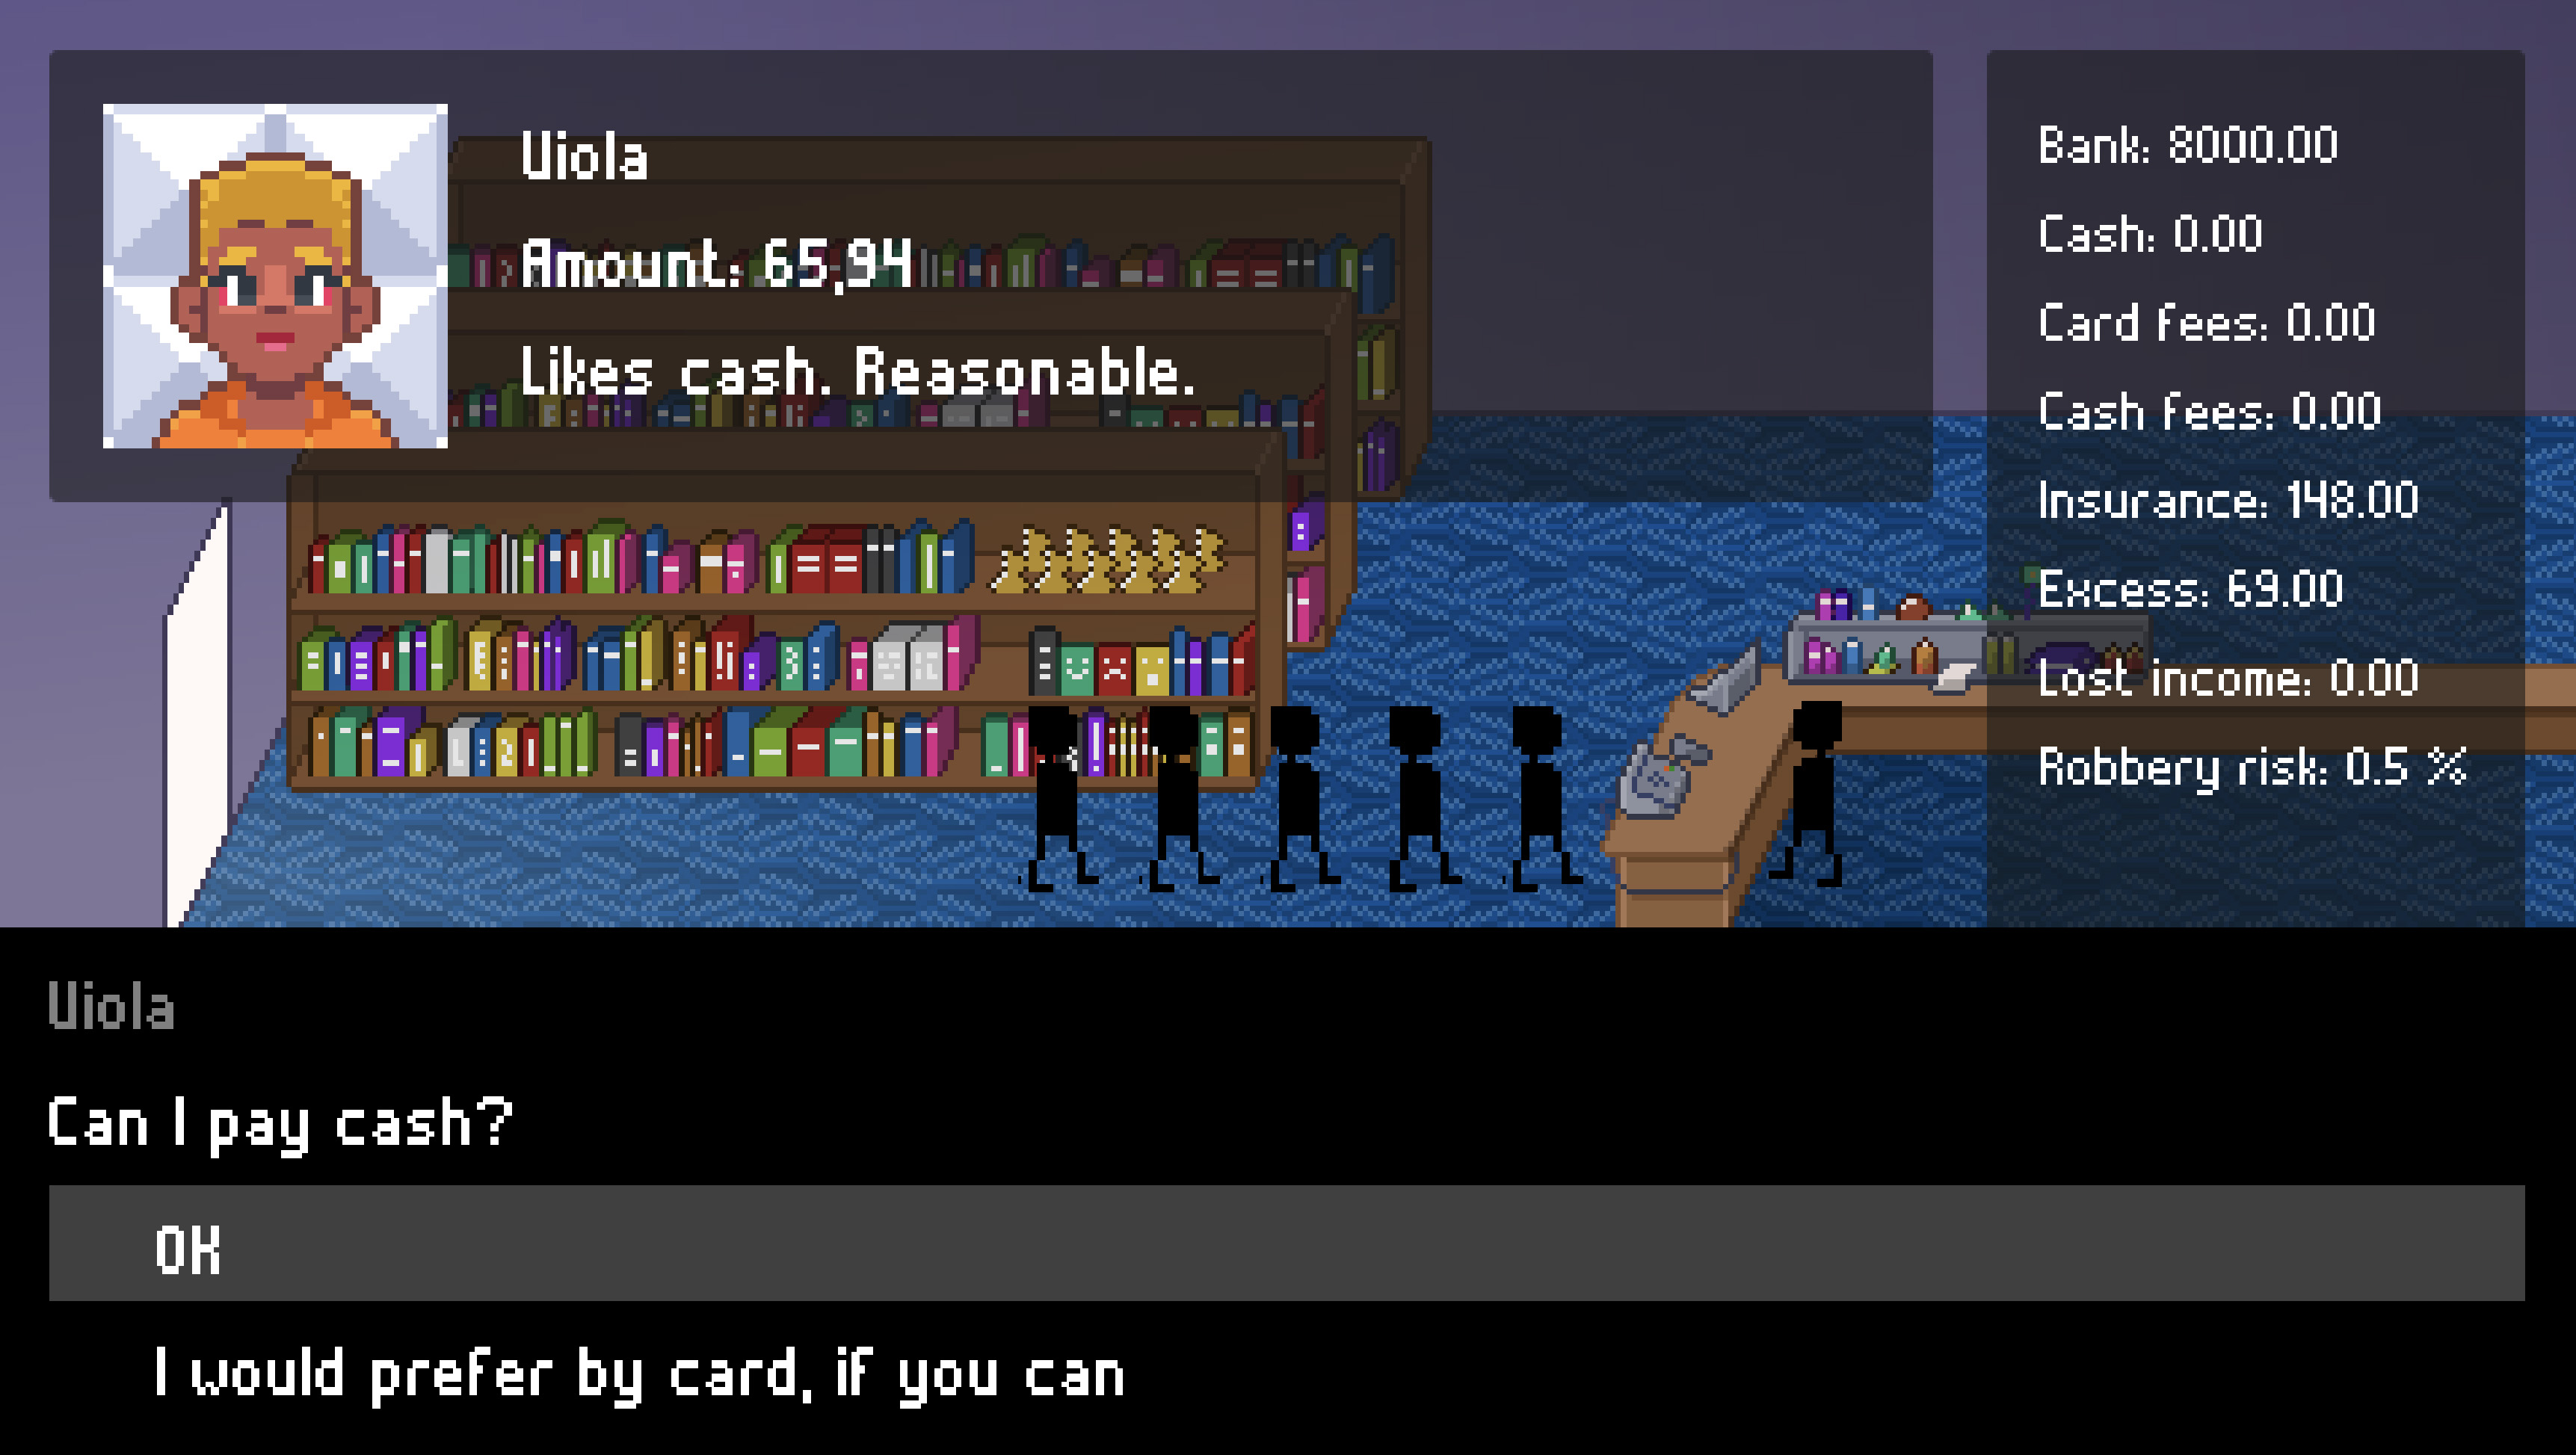 Viola
Amount: 65,94
Likes cash. Reasonable.
Bank: 8000.00
Cash: 0.00
Card fees: 0.00
Cash fees: 0.00
Insurance: 148.00
Excess: 69.00
Lost income: 0.00
Robbery risk: 0.5 %
Viola
Can I pay cash?
OK
I would prefer by card, if you can